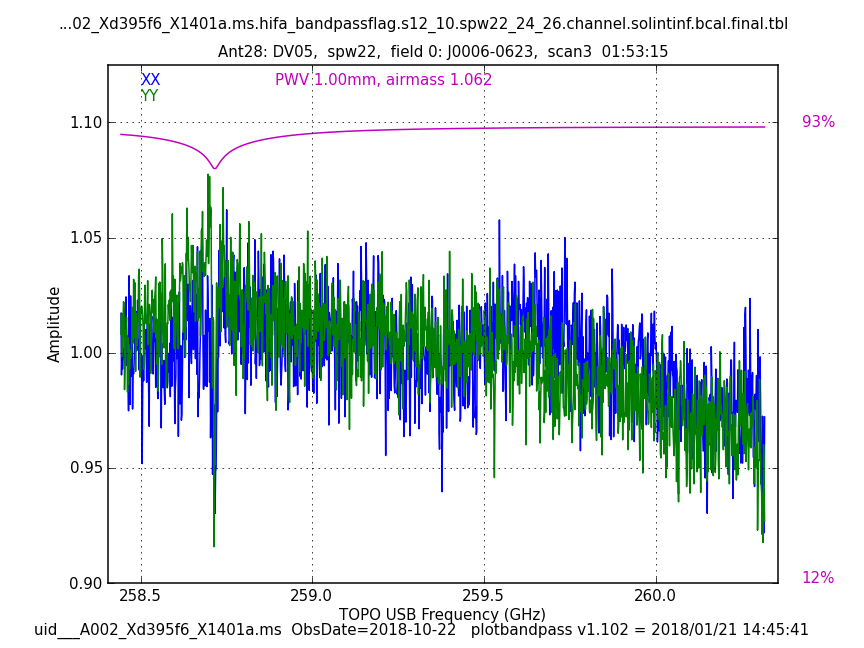 ...02_Xd395f6_X1401a.ms.hifa_bandpassflag.s12_10.spw22_24_26.channel.solintinf.bcal.final.tbl
Ant28: DV05, spw22, field 0: J0006-0623, scan3 01:53:15
XX
PWV 1.00mm, airmass 1.062
YY
1.10
93%
1.05
Amplitude
1.00
0.95
0.90
12%
258.5
259.0
259.5
260.0
TOPO USB Frequency (GHz)
uid___A002_Xd395f6_X1401a.ms ObsDate=2018-10-22 plotbandpass v1.102 = 2018/01/21 14:45:41